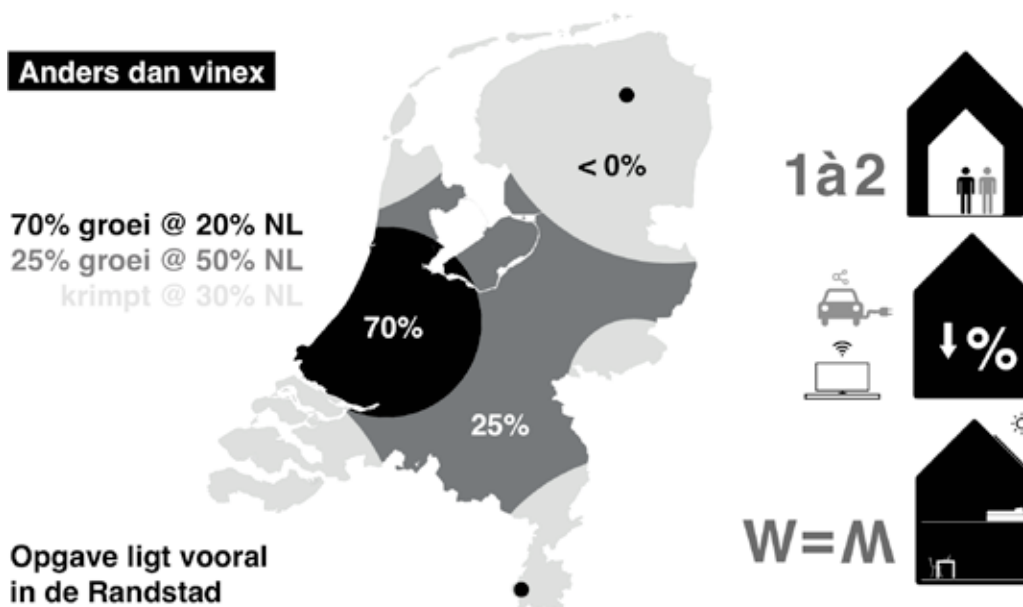 Anders dan vinex
70% groei @ 20% NL
25% groei @ 50% NL
krimpt @ 30% NL
< 0%
70%
25%
Opgave ligt vooral
in de Randstad
1à2
%
W=M